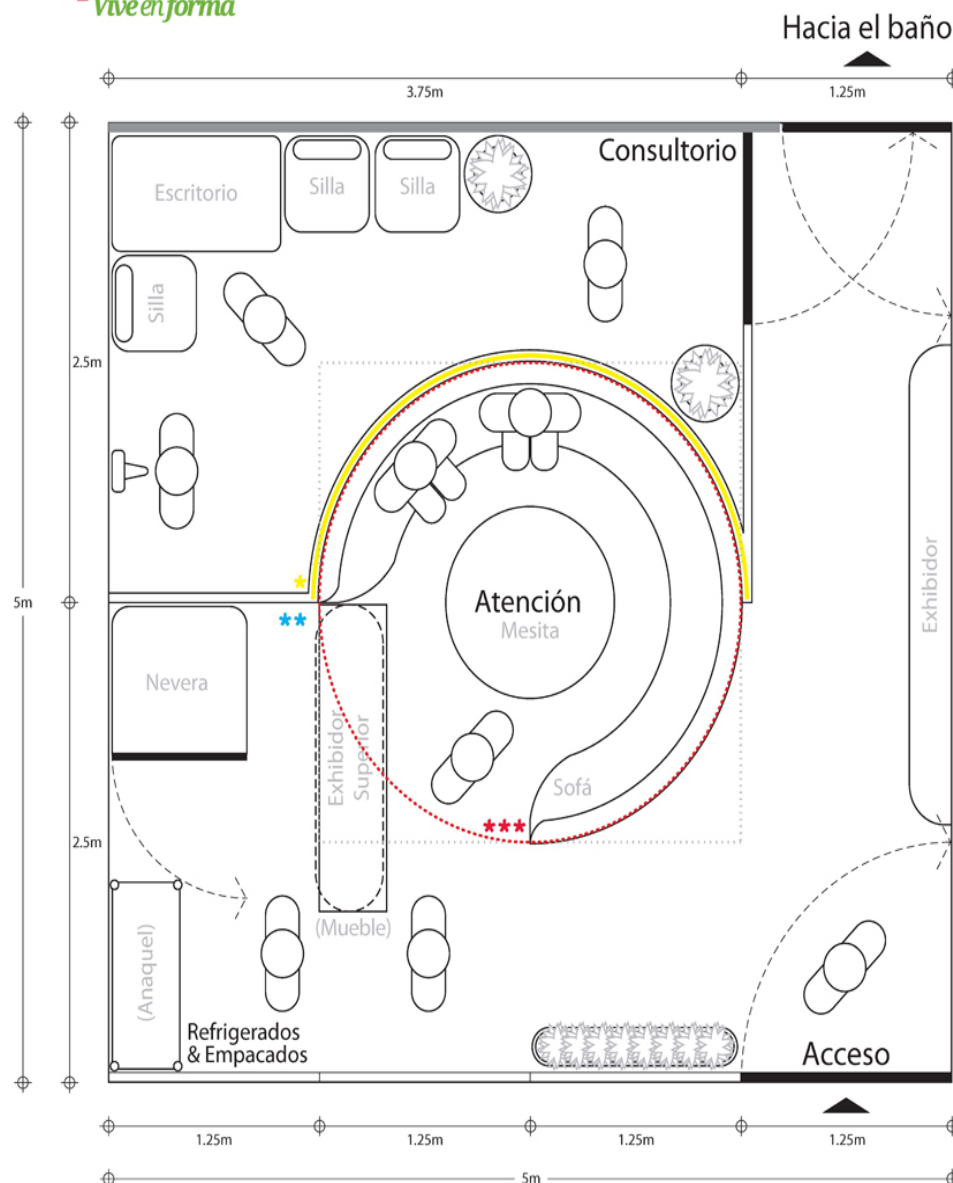 Vive en forma
Hacia el baño
3.75m
1.25m
Consultorio
Escritorio
Silla
Silla
Silla
2.5m
*
5m
**
Atención
Mesita
Nevera
Exhibidor
Exhibidor
Superior
Sofá
***
2.5m
(Mueble)
(Anaquel)
Refrigerados
& Empacados
Acceso
1.25m
1.25m
1.25m
1.25m
5m